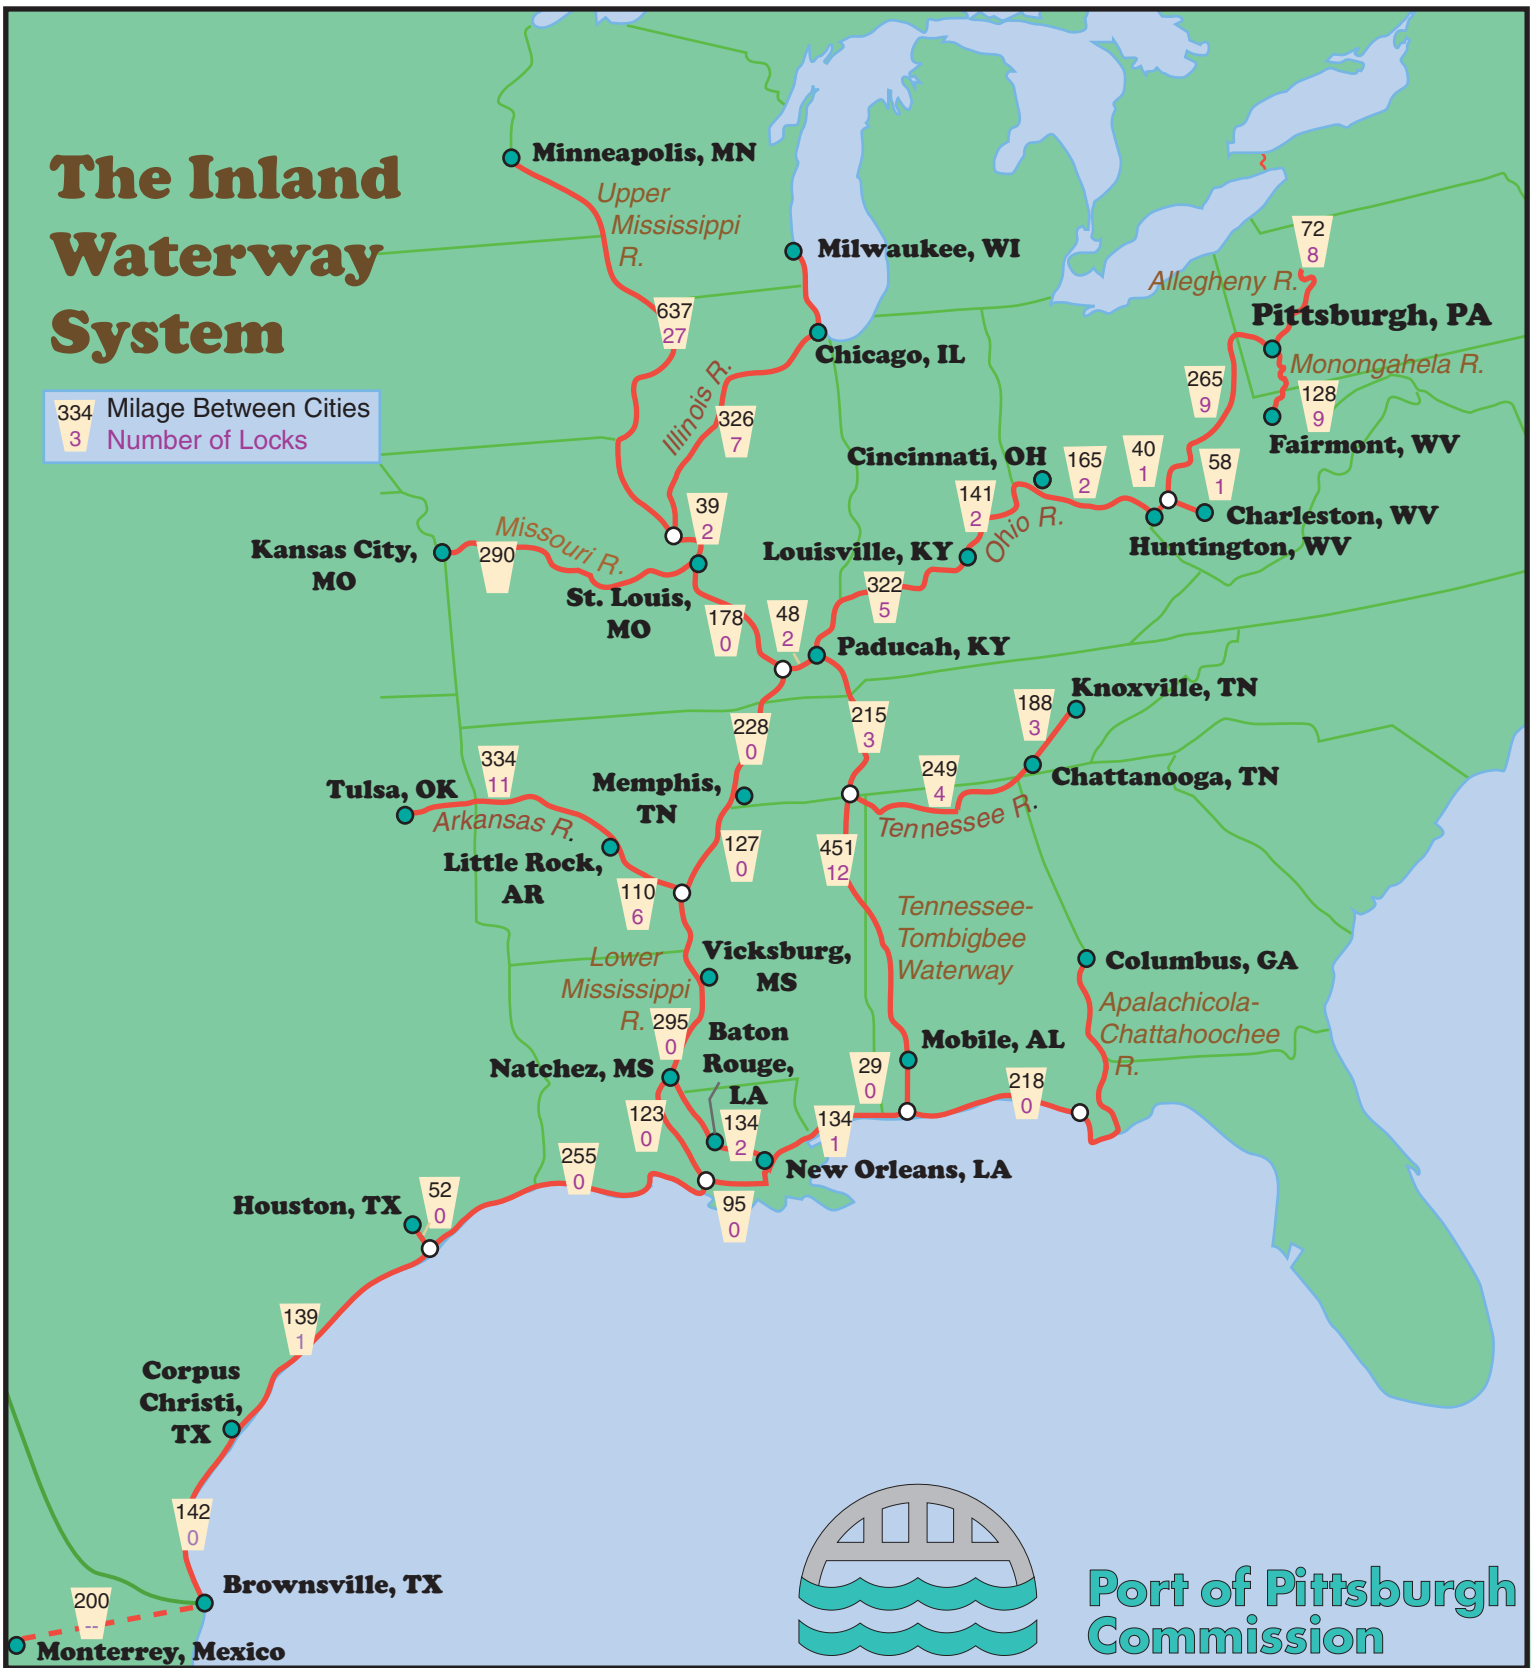 The Inland
Waterway
System
334
3
Milage Between Cities
Number of Locks
Minneapolis, MN
Upper
Mississippi
R.
637
27
Milwaukee, WI
Chicago, IL
Illinois R.
326
7
39
2
Kansas City,
MO
290
Missouri R.
St. Louis,
MO
178
0
48
2
Paducah, KY
322
5
Louisville, KY
141
2
Ohio R.
Cincinnati, OH
165
2
40
1
58
1
Charleston, WV
Huntington, WV
265
9
72
8
Allegheny R.
Pittsburgh, PA
Monongahela R.
128
9
Fairmont, WV
228
0
215
3
Knoxville, TN
188
3
249
4
Chattanooga, TN
Tennessee R.
Tulsa, OK
334
11
Arkansas R.
Memphis,
TN
Little Rock,
AR
110
6
127
0
451
12
Tennessee-
Tombigbee
Waterway
Lower
Mississippi
R.
Vicksburg,
MS
295
0
Baton
Rouge,
LA
Natchez, MS
Columbus, GA
Apalachicola-
Chattahoochee
R.
Mobile, AL
29
0
218
0
123
0
134
2
134
1
New Orleans, LA
95
0
255
0
Houston, TX
52
0
139
1
Corpus
Christi,
TX
142
0
Brownsville, TX
200
--
Monterrey, Mexico
Port of Pittsburgh
Commission